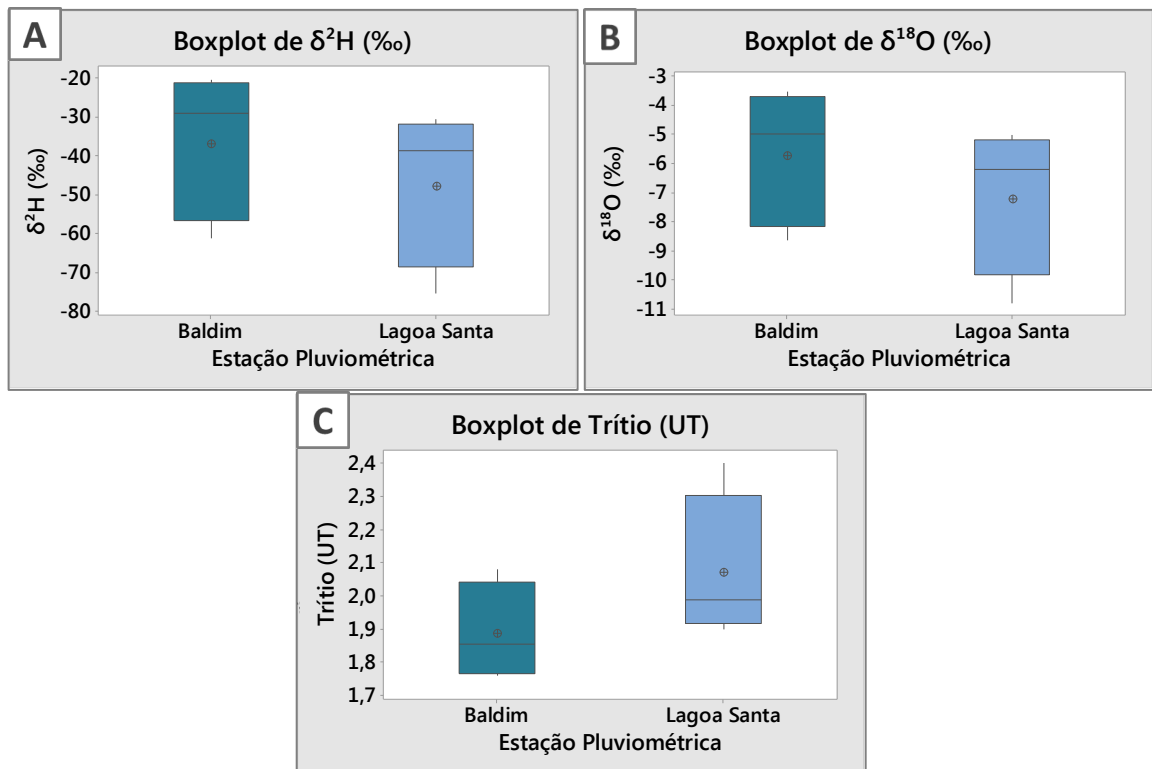 A
Boxplot de δ²H (‰)
-20
-30
-40
-50
-60
-70
-80
δ²H (‰)
Baldim Lagoa Santa
Estação Pluviométrica
B
Boxplot de δ¹⁸O (‰)
-3
-4
-5
-6
-7
-8
-9
-10
-11
δ¹⁸O (‰)
Baldim Lagoa Santa
Estação Pluviométrica
C
Boxplot de Trítio (UT)
2,4
2,3
2,2
2,1
2,0
1,9
1,8
1,7
Trítio (UT)
Baldim Lagoa Santa
Estação Pluviométrica